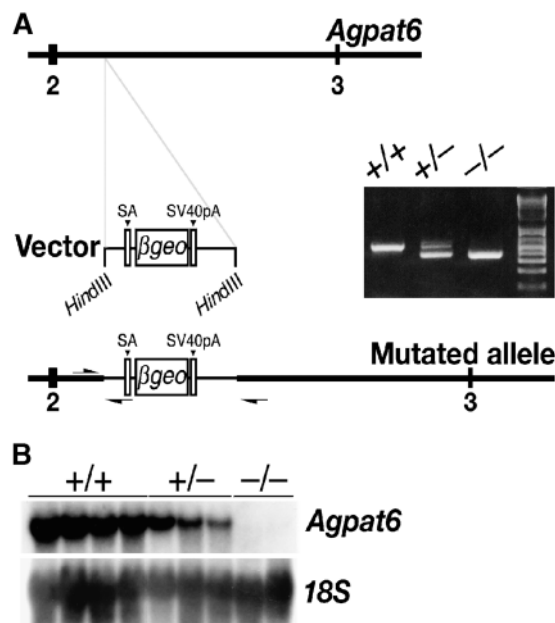 A
Agpat6
2 3
+/+ +/− −/−
SA SV40pA
Vector βgeo
HindIII HindIII
SA SV40pA
Mutated allele
βgeo
2 3
B
+/+ +/− −/−
Agpat6
18S